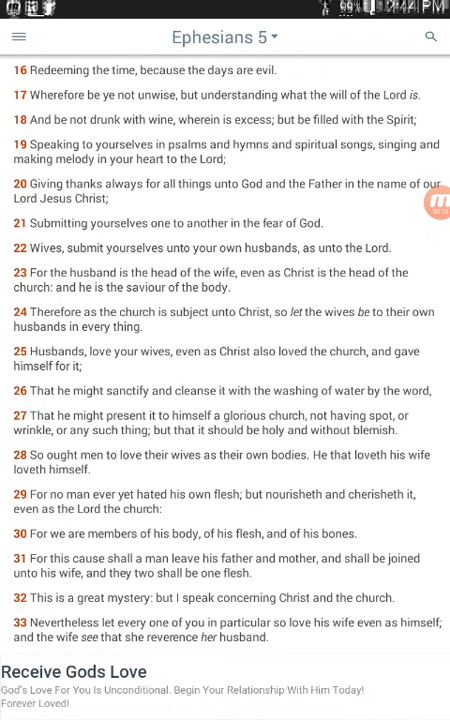 99% 2:44 PM
Ephesians 5
16 Redeeming the time, because the days are evil.
17 Wherefore be ye not unwise, but understanding what the will of the Lord is.
18 And be not drunk with wine, wherein is excess; but be filled with the Spirit;
19 Speaking to yourselves in psalms and hymns and spiritual songs, singing and
making melody in your heart to the Lord;
20 Giving thanks always for all things unto God and the Father in the name of our
Lord Jesus Christ;
21 Submitting yourselves one to another in the fear of God.
22 Wives, submit yourselves unto your own husbands, as unto the Lord.
23 For the husband is the head of the wife, even as Christ is the head of the
church: and he is the saviour of the body.
24 Therefore as the church is subject unto Christ, so let the wives be to their own
husbands in every thing.
25 Husbands, love your wives, even as Christ also loved the church, and gave
himself for it;
26 That he might sanctify and cleanse it with the washing of water by the word,
27 That he might present it to himself a glorious church, not having spot, or
wrinkle, or any such thing; but that it should be holy and without blemish.
28 So ought men to love their wives as their own bodies. He that loveth his wife
loveth himself.
29 For no man ever yet hated his own flesh; but nourisheth and cherisheth it,
even as the Lord the church:
30 For we are members of his body, of his flesh, and of his bones.
31 For this cause shall a man leave his father and mother, and shall be joined
unto his wife, and they two shall be one flesh.
32 This is a great mystery: but I speak concerning Christ and the church.
33 Nevertheless let every one of you in particular so love his wife even as himself;
and the wife see that she reverence her husband.
Receive Gods Love
God's Love For You Is Unconditional. Begin Your Relationship With Him Today!
Forever Loved!